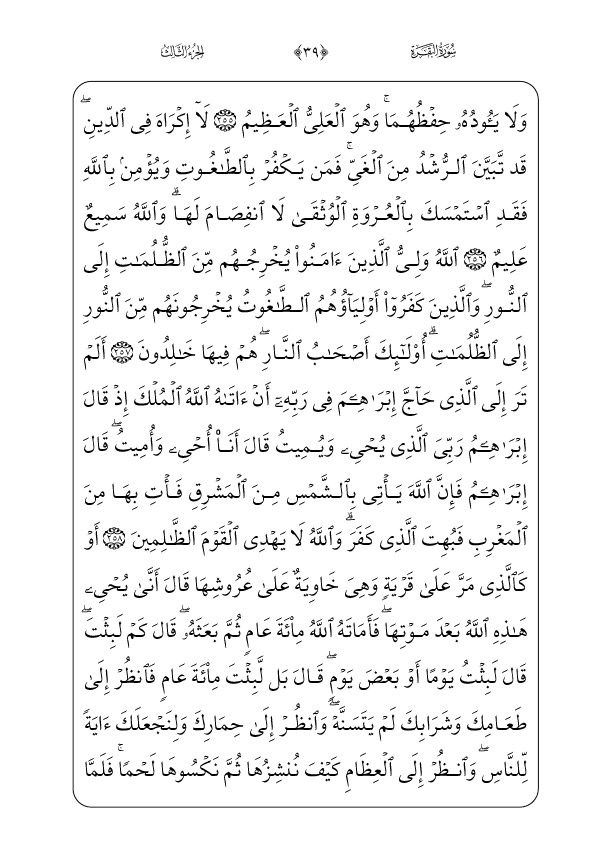 سُورَةُ البَقَرَةِ ﴿٣٩﴾ الجُزْءُ الثَّالِثُ
وَلَا يَـُٔودُهُۥ حِفْظُهُمَاۚ وَهُوَ ٱلْعَلِىُّ ٱلْعَظِيمُ ٢٥٥ لَآ إِكْرَاهَ فِى ٱلدِّينِۖ
قَد تَّبَيَّنَ ٱلرُّشْدُ مِنَ ٱلْغَىِّۚ فَمَن يَكْفُرْ بِٱلطَّٰغُوتِ وَيُؤْمِنۢ بِٱللَّهِ
فَقَدِ ٱسْتَمْسَكَ بِٱلْعُرْوَةِ ٱلْوُثْقَىٰ لَا ٱنفِصَامَ لَهَاۗ وَٱللَّهُ سَمِيعٌ
عَلِيمٌ ٢٥٦ ٱللَّهُ وَلِىُّ ٱلَّذِينَ ءَامَنُوا۟ يُخْرِجُهُم مِّنَ ٱلظُّلُمَٰتِ إِلَى
ٱلنُّورِۖ وَٱلَّذِينَ كَفَرُوٓا۟ أَوْلِيَآؤُهُمُ ٱلطَّٰغُوتُ يُخْرِجُونَهُم مِّنَ ٱلنُّورِ
إِلَى ٱلظُّلُمَٰتِۗ أُو۟لَٰٓئِكَ أَصْحَٰبُ ٱلنَّارِۖ هُمْ فِيهَا خَٰلِدُونَ ٢٥٧ أَلَمْ
تَرَ إِلَى ٱلَّذِى حَآجَّ إِبْرَٰهِـۧمَ فِى رَبِّهِۦٓ أَنْ ءَاتَىٰهُ ٱللَّهُ ٱلْمُلْكَ إِذْ قَالَ
إِبْرَٰهِـۧمُ رَبِّىَ ٱلَّذِى يُحْىِۦ وَيُمِيتُ قَالَ أَنَا۠ أُحْىِۦ وَأُمِيتُۖ قَالَ
إِبْرَٰهِـۧمُ فَإِنَّ ٱللَّهَ يَأْتِى بِٱلشَّمْسِ مِنَ ٱلْمَشْرِقِ فَأْتِ بِهَا مِنَ
ٱلْمَغْرِبِ فَبُهِتَ ٱلَّذِى كَفَرَۗ وَٱللَّهُ لَا يَهْدِى ٱلْقَوْمَ ٱلظَّٰلِمِينَ ٢٥٨ أَوْ
كَٱلَّذِى مَرَّ عَلَىٰ قَرْيَةٍ وَهِىَ خَاوِيَةٌ عَلَىٰ عُرُوشِهَا قَالَ أَنَّىٰ يُحْىِۦ
هَٰذِهِ ٱللَّهُ بَعْدَ مَوْتِهَاۖ فَأَمَاتَهُ ٱللَّهُ مِا۟ئَةَ عَامٍ ثُمَّ بَعَثَهُۥۖ قَالَ كَمْ لَبِثْتَۖ
قَالَ لَبِثْتُ يَوْمًا أَوْ بَعْضَ يَوْمٍۖ قَالَ بَل لَّبِثْتَ مِا۟ئَةَ عَامٍ فَٱنظُرْ إِلَىٰ
طَعَامِكَ وَشَرَابِكَ لَمْ يَتَسَنَّهْۖ وَٱنظُرْ إِلَىٰ حِمَارِكَ وَلِنَجْعَلَكَ ءَايَةً
لِّلنَّاسِۖ وَٱنظُرْ إِلَى ٱلْعِظَامِ كَيْفَ نُنشِزُهَا ثُمَّ نَكْسُوهَا لَحْمًاۚ فَلَمَّا